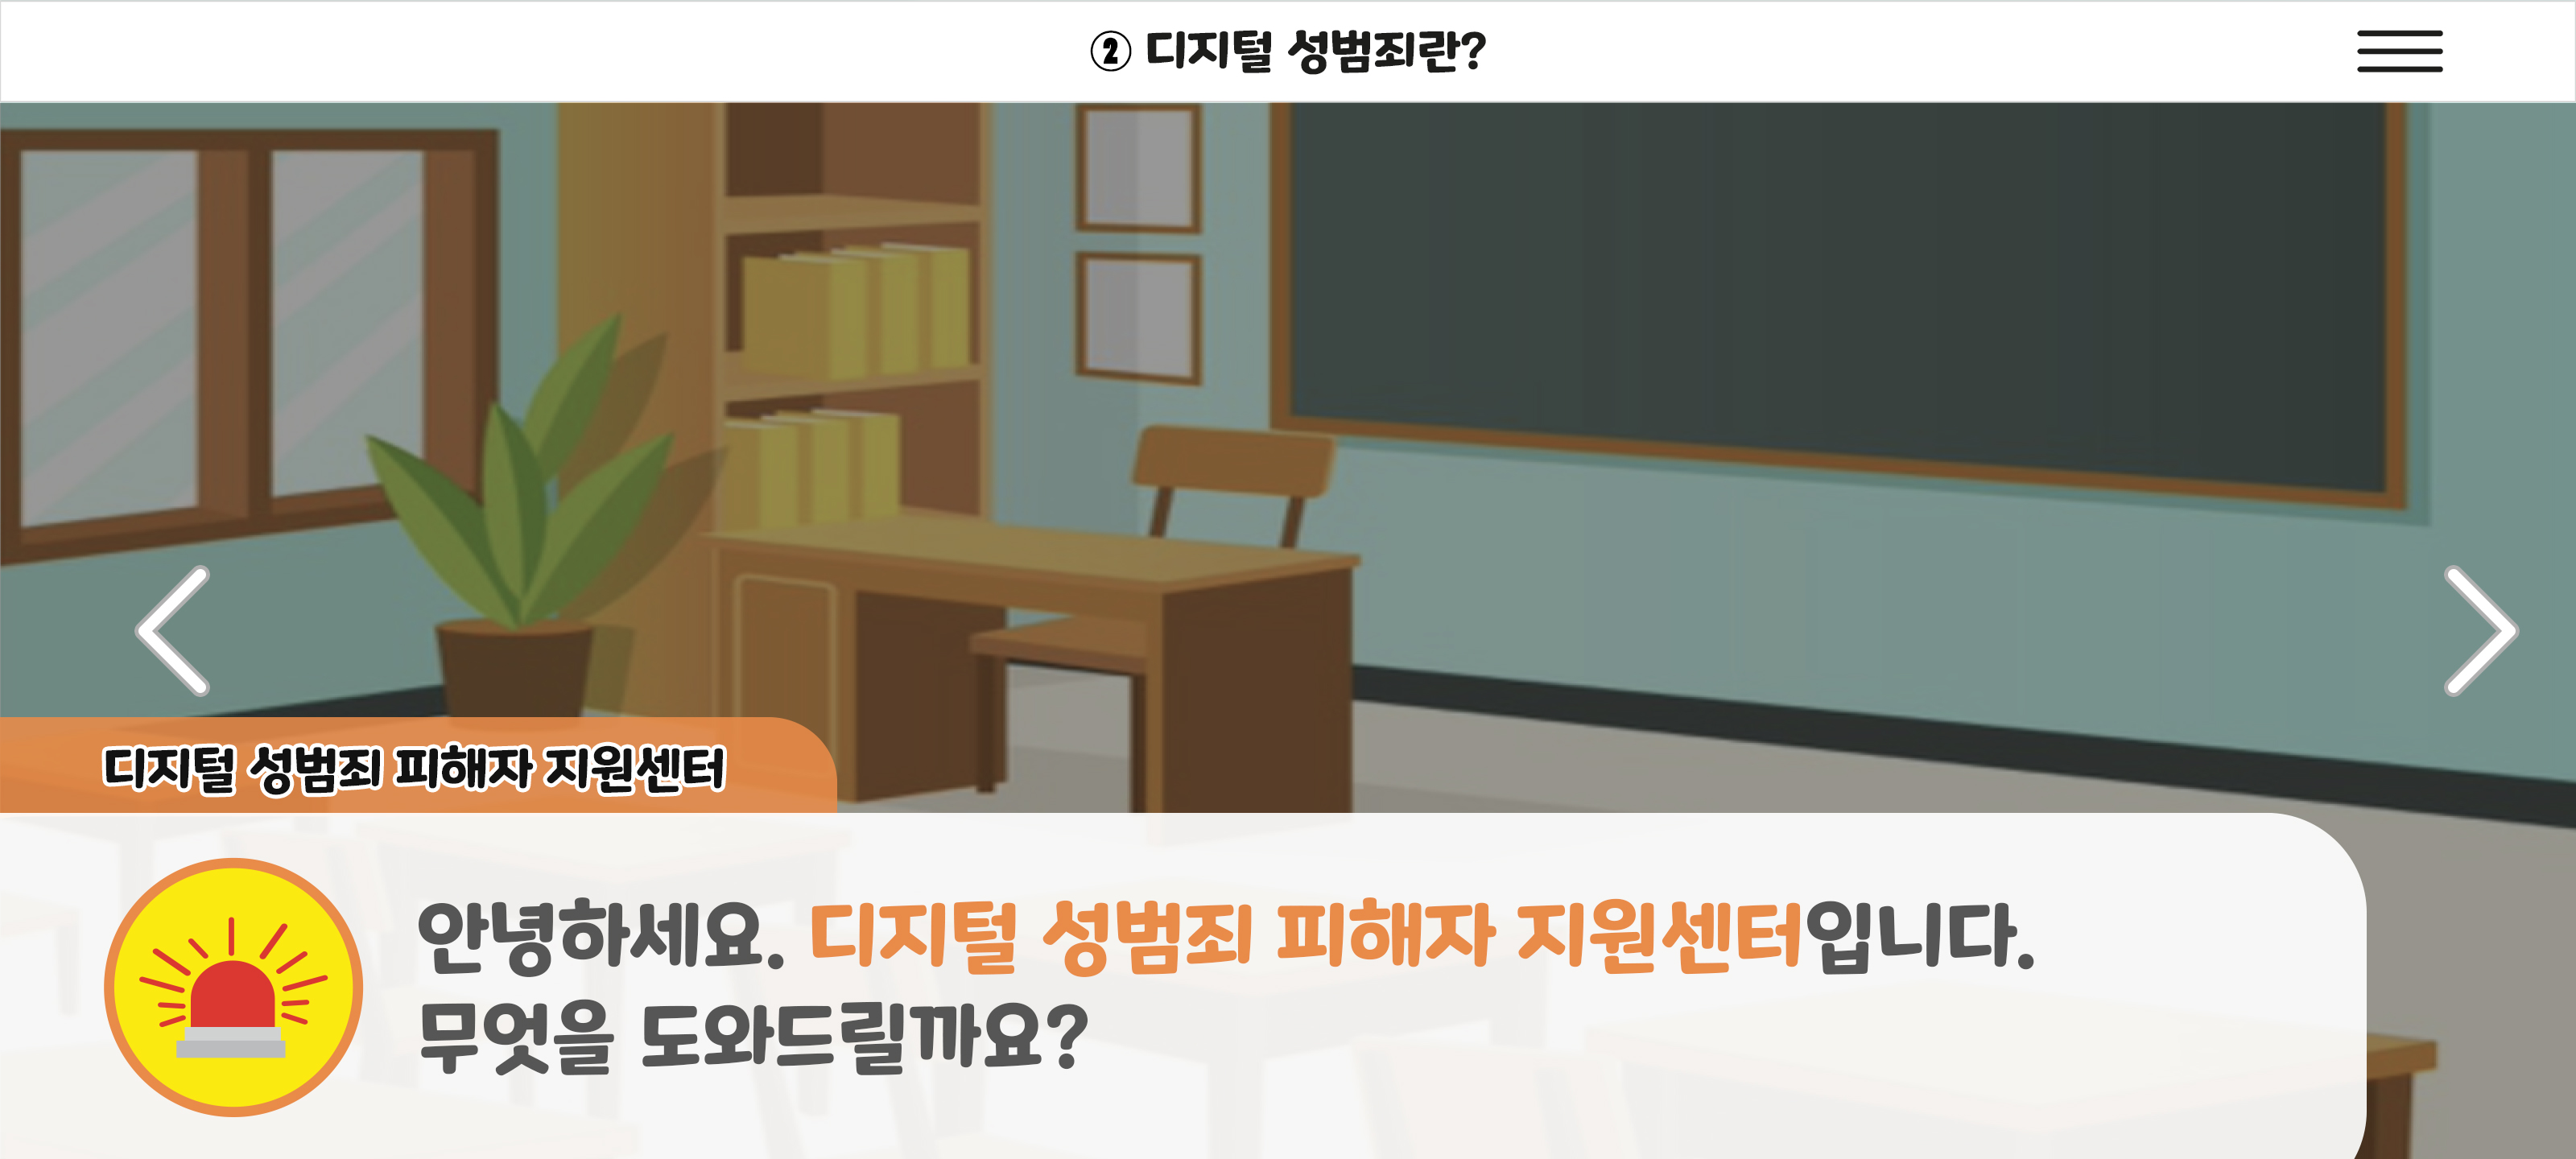 ② 디지털 성범죄란?
디지털 성범죄 피해자 지원센터
안녕하세요. 디지털 성범죄 피해자 지원센터입니다.
무엇을 도와드릴까요?